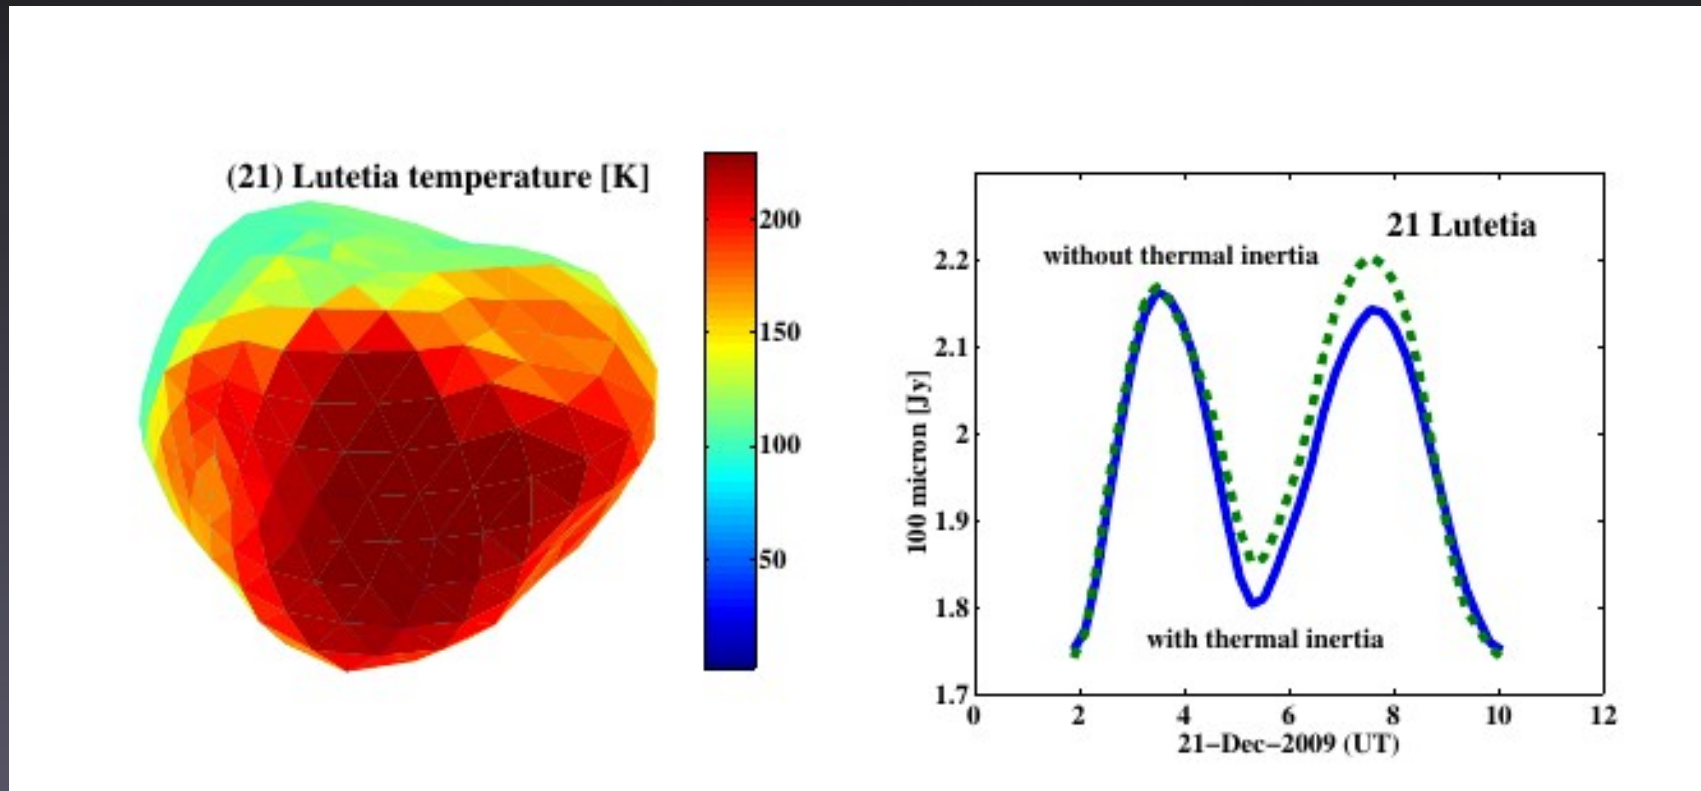 (21) Lutetia temperature [K]
200
150
100
50
21 Lutetia
without thermal inertia
with thermal inertia
100 micron [Jy]
2.2
2.1
2
1.9
1.8
1.7
0 2 4 6 8 10 12
21-Dec-2009 (UT)